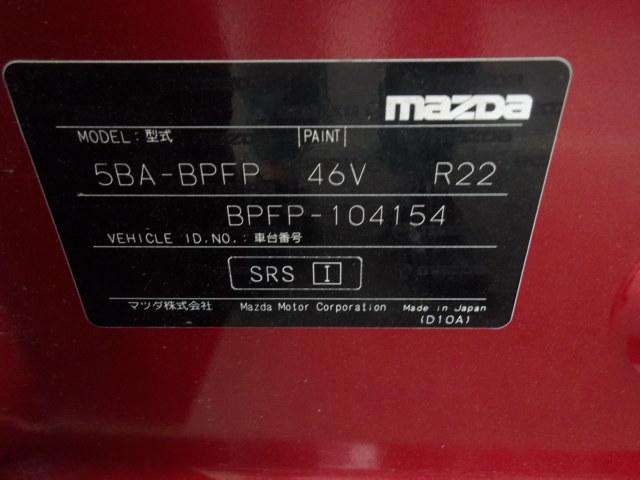 mazda
MODEL:型式 PAINT
5BA-BPFP 46V R22
BPFP-104154
VEHICLE ID.NO.:車台番号
SRS I
マツダ株式会社 Mazda Motor Corporation Made in Japan
(D10A)